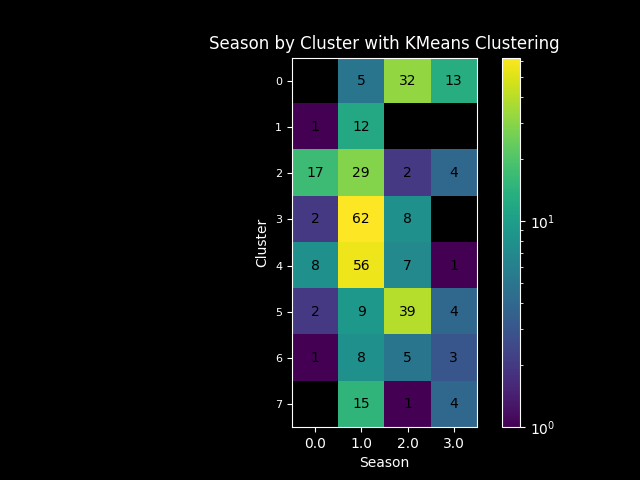 Season by Cluster with KMeans Clustering
0 5 32 13
1 1 12
2 17 29 2 4
3 2 62 8
4 8 56 7 1
5 2 9 39 4
6 1 8 5 3
7 15 1 4
0.0 1.0 2.0 3.0
Season
Cluster
10¹
10⁰